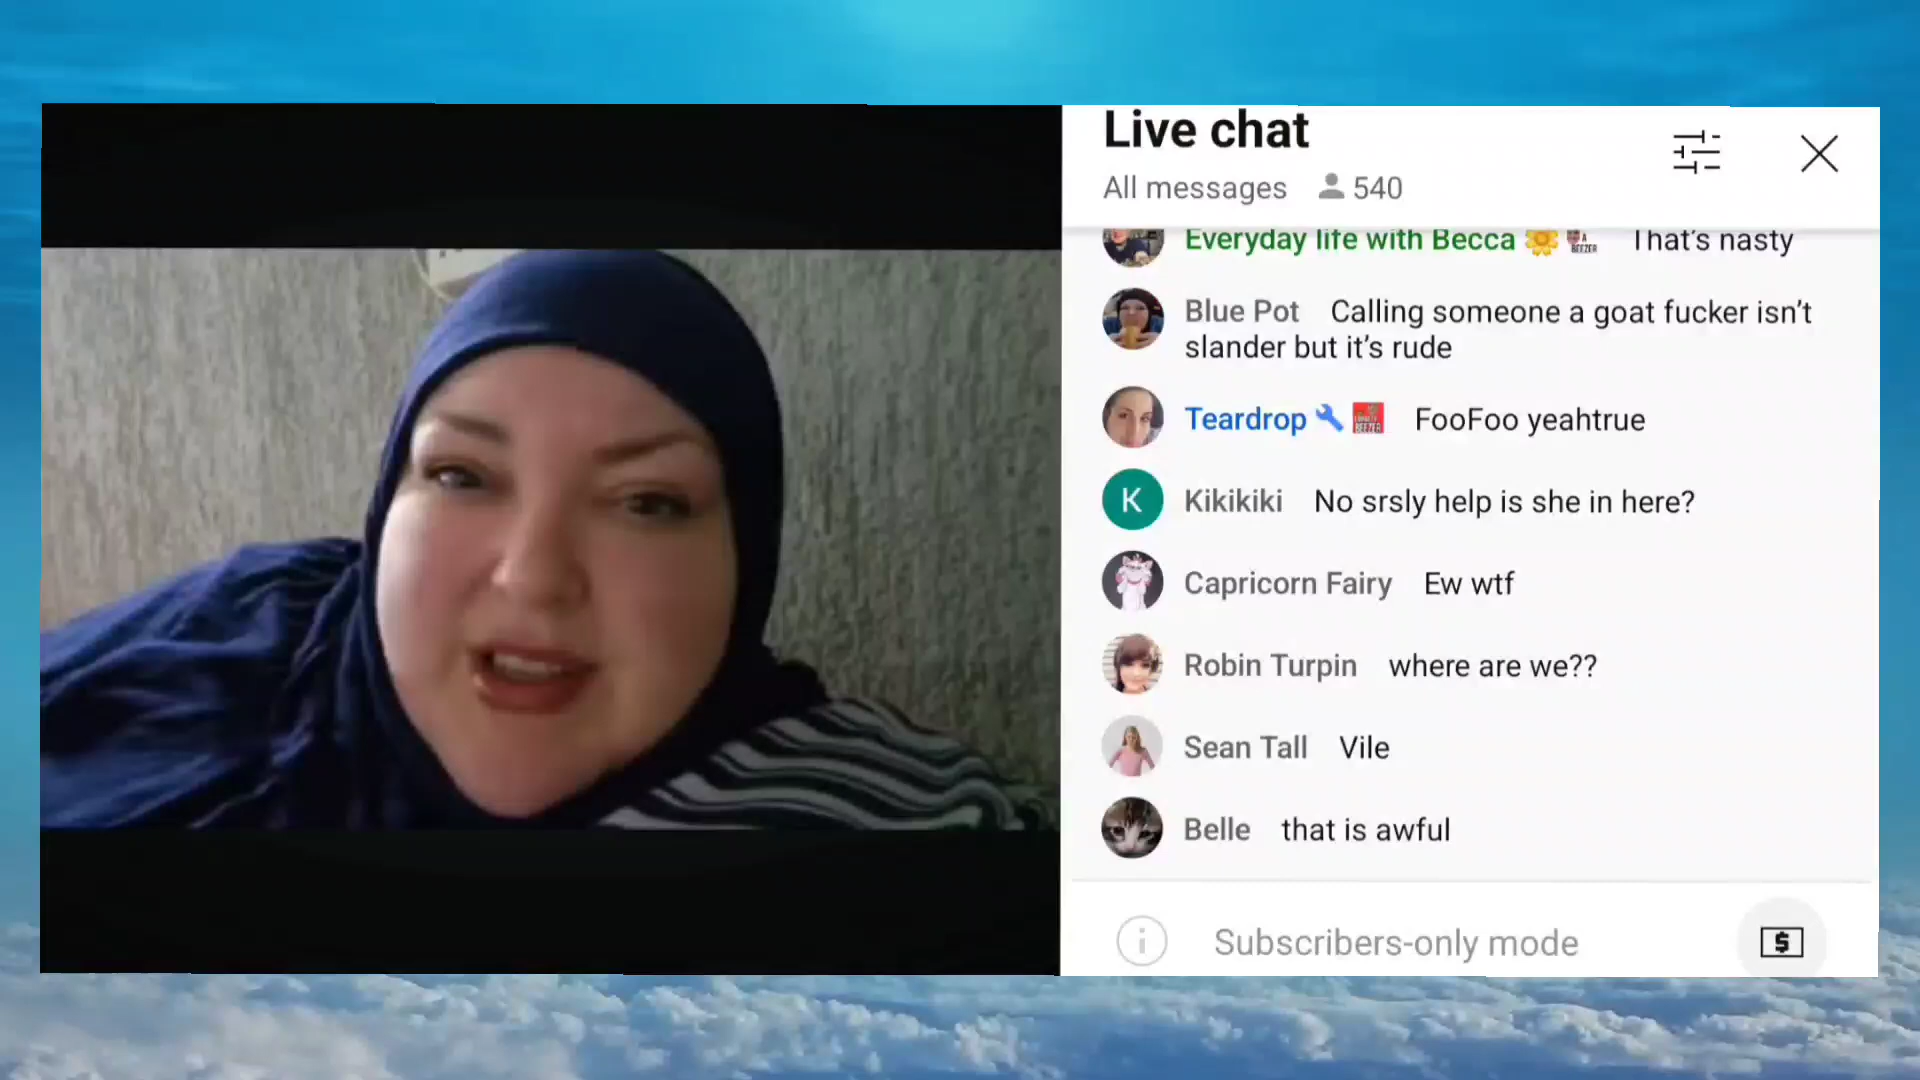 Live chat
All messages 540
Everyday life with Becca That's nasty
Blue Pot Calling someone a goat fucker isn't
slander but it's rude
Teardrop FooFoo yeahtrue
K Kikikiki No srsly help is she in here?
Capricorn Fairy Ew wtf
Robin Turpin where are we??
Sean Tall Vile
Belle that is awful
Subscribers-only mode